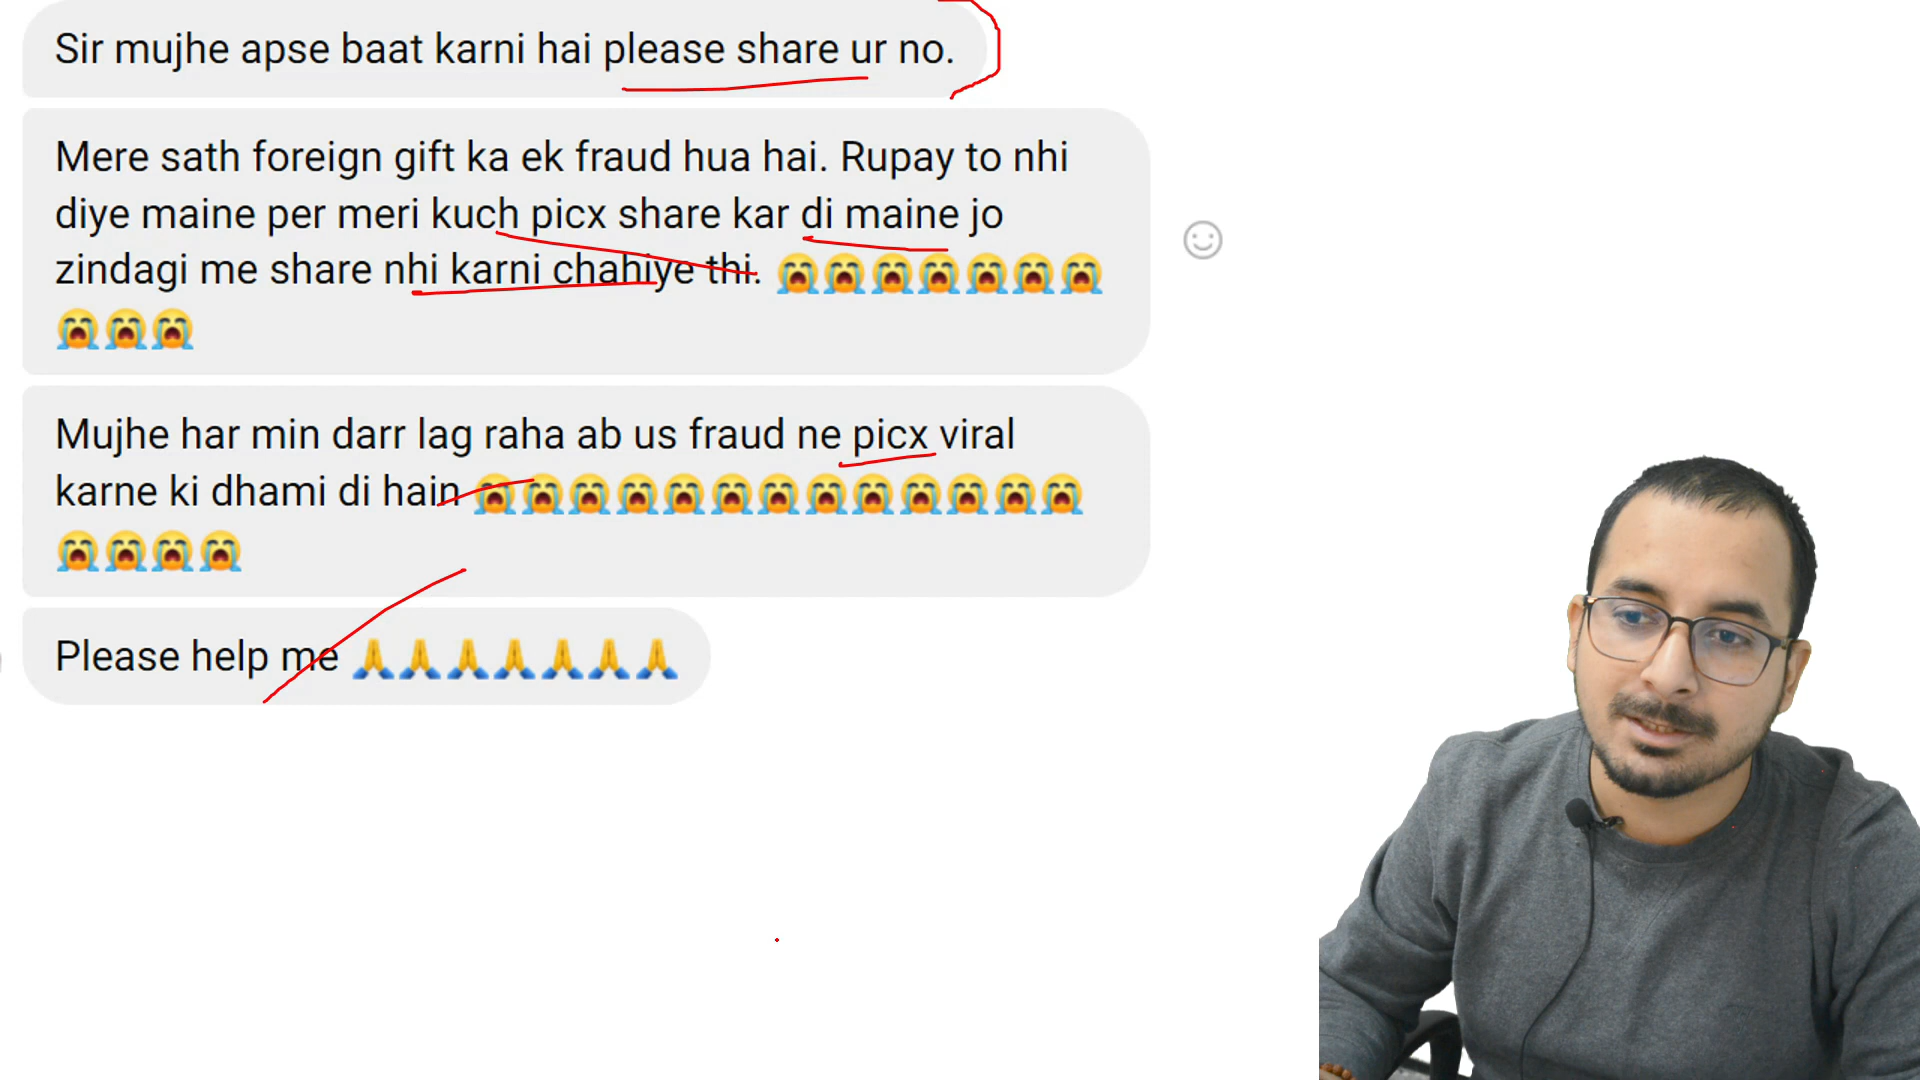 Sir mujhe apse baat karni hai please share ur no.
Mere sath foreign gift ka ek fraud hua hai. Rupay to nhi
diye maine per meri kuch picx share kar di maine jo
zindagi me share nhi karni chahiye thi. 😭😭😭😭😭😭😭
😭😭😭
Mujhe har min darr lag raha ab us fraud ne picx viral
karne ki dhami di hain 😭😭😭😭😭😭😭😭😭😭😭😭😭
😭😭😭😭
Please help me 🙏🙏🙏🙏🙏🙏🙏